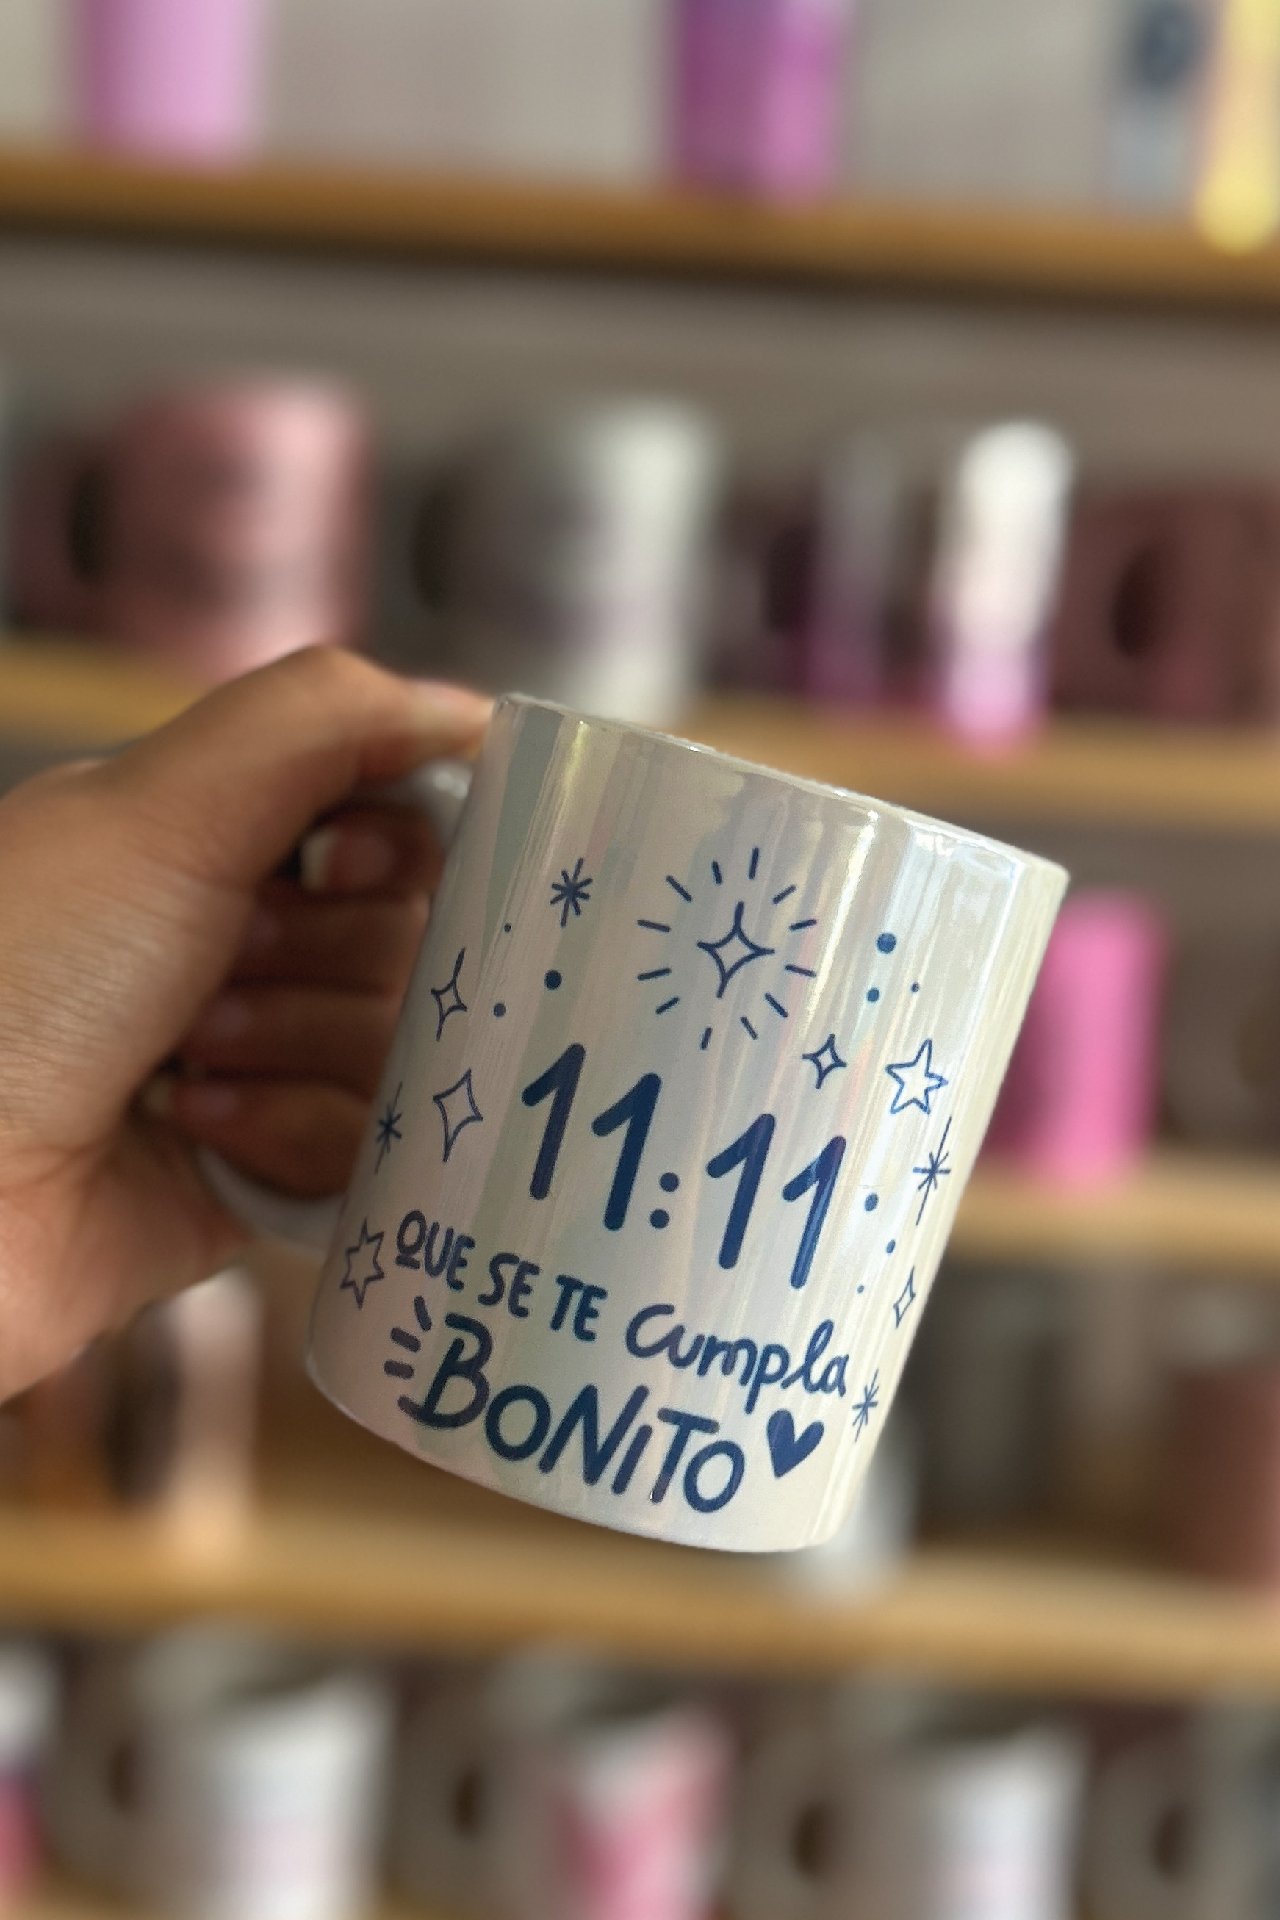 11:11
QUE SE TE cumpla
BONiTO